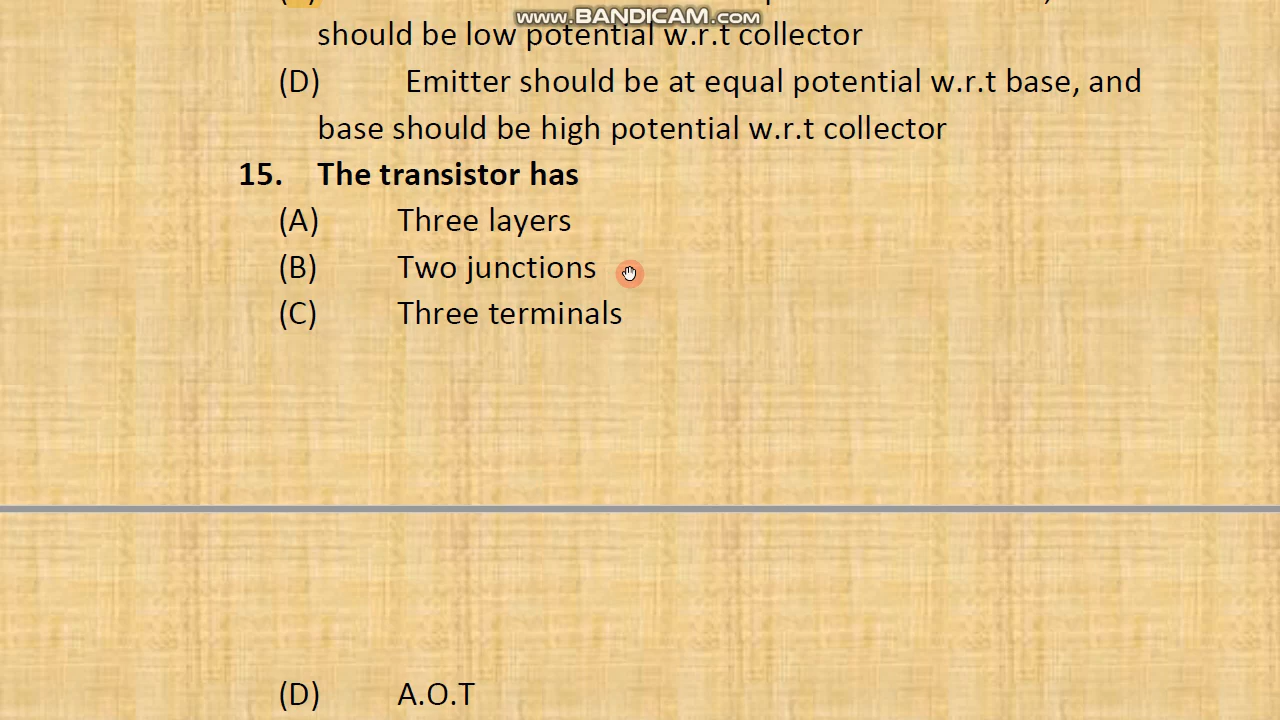 www.BANDICAM.com
should be low potential w.r.t collector
(D) Emitter should be at equal potential w.r.t base, and
base should be high potential w.r.t collector
15. The transistor has
(A) Three layers
(B) Two junctions
(C) Three terminals
(D) A.O.T